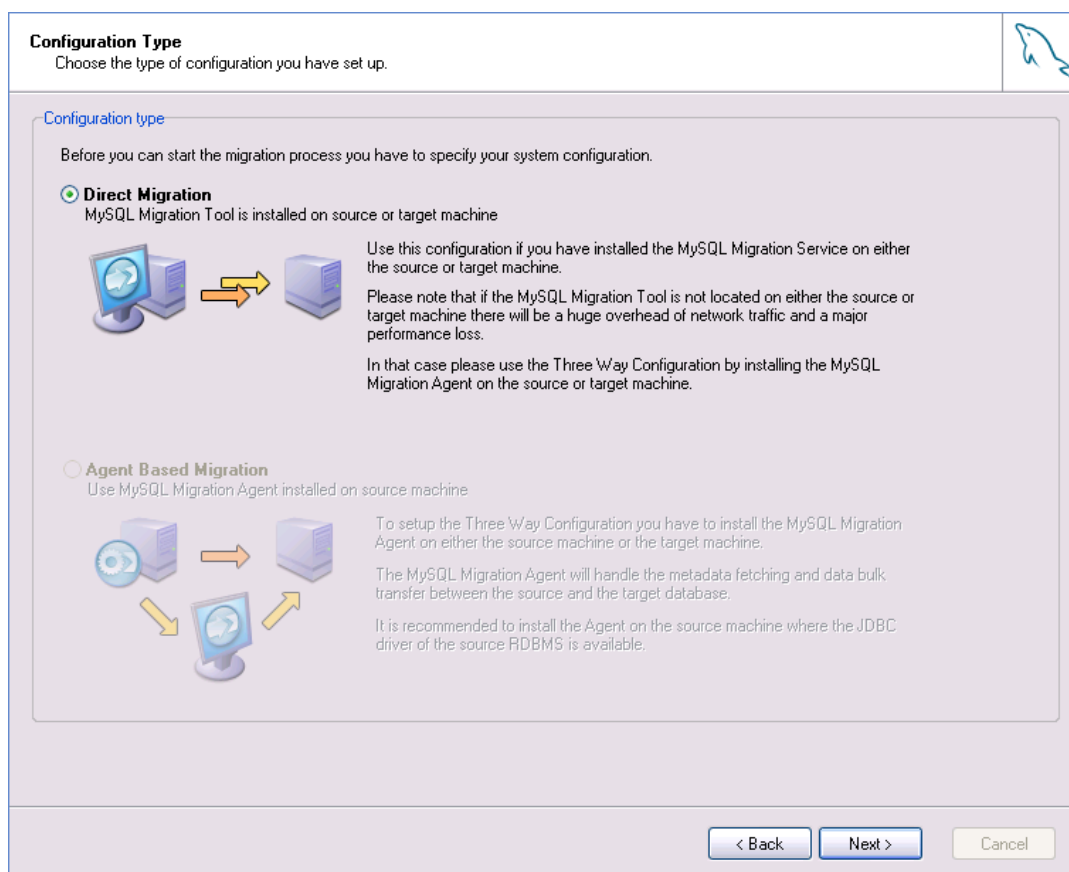 Configuration Type
Choose the type of configuration you have set up.
Configuration type
Before you can start the migration process you have to specify your system configuration.
Direct Migration
MySQL Migration Tool is installed on source or target machine
Use this configuration if you have installed the MySQL Migration Service on either
the source or target machine.
Please note that if the MySQL Migration Tool is not located on either the source or
target machine there will be a huge overhead of network traffic and a major
performance loss.
In that case please use the Three Way Configuration by installing the MySQL
Migration Agent on the source or target machine.
Agent Based Migration
Use MySQL Migration Agent installed on source machine
To setup the Three Way Configuration you have to install the MySQL Migration
Agent on either the source machine or the target machine.
The MySQL Migration Agent will handle the metadata fetching and data bulk
transfer between the source and the target database.
It is recommended to install the Agent on the source machine where the JDBC
driver of the source RDBMS is available.
< Back
Next >
Cancel